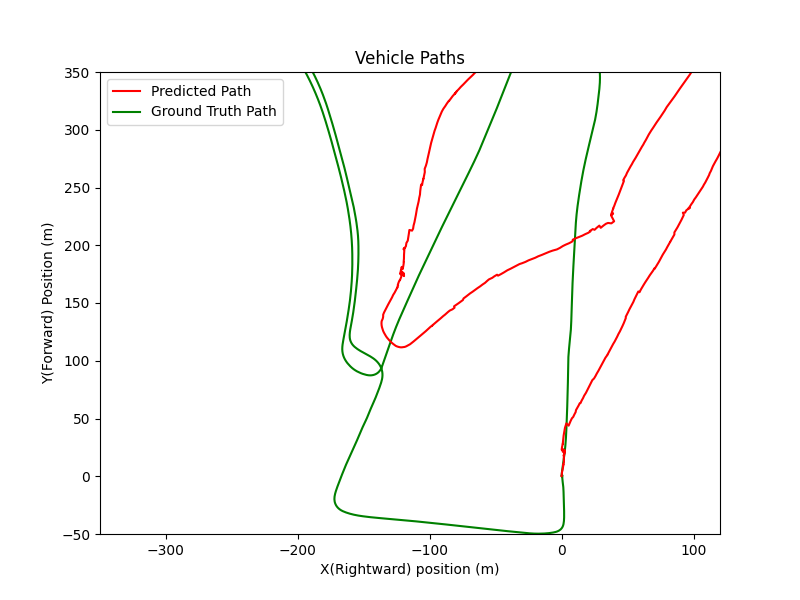 Vehicle Paths
Predicted Path
Ground Truth Path
350
300
250
200
150
100
50
0
−50
Y(Forward) Position (m)
−300
−200
−100
0
100
X(Rightward) position (m)